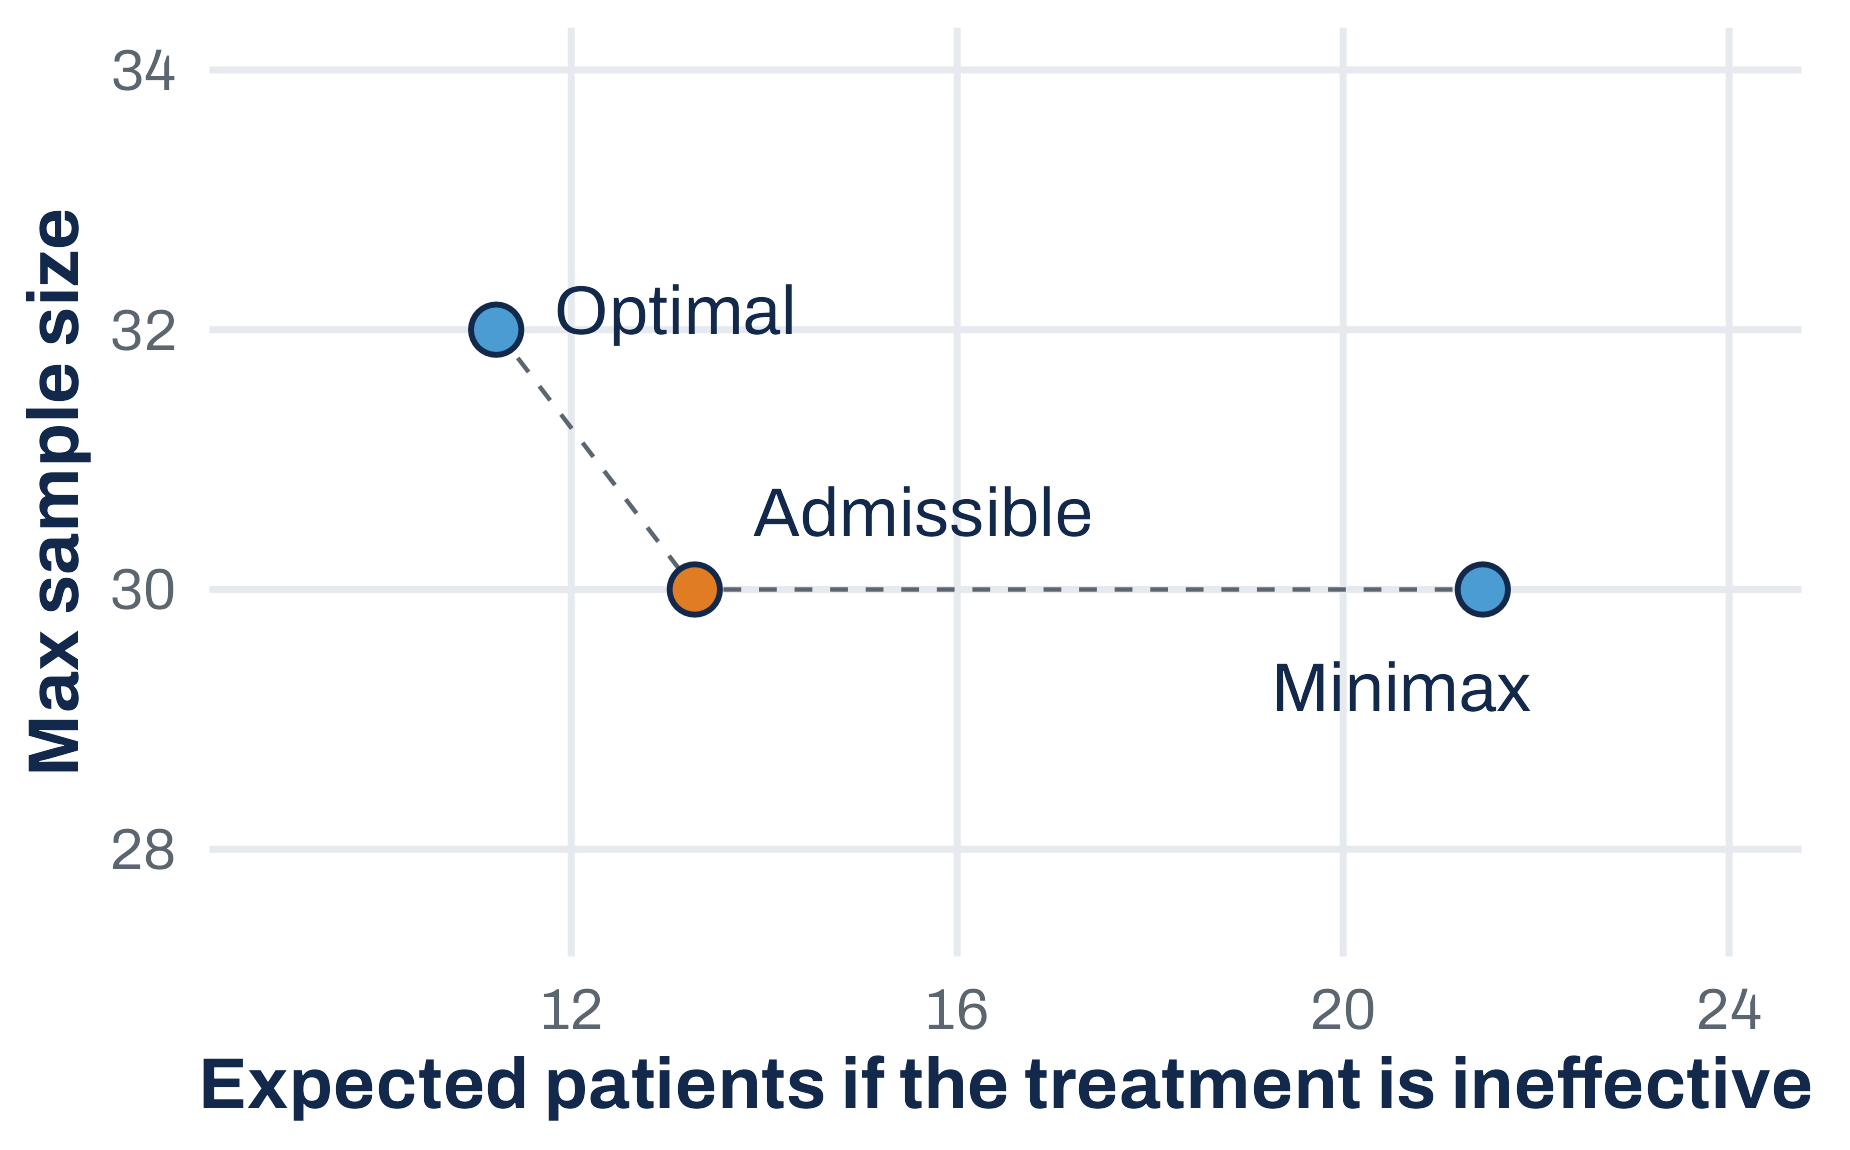 Max sample size
34
32
30
28
Optimal
Admissible
Minimax
12 16 20 24
Expected patients if the treatment is ineffective